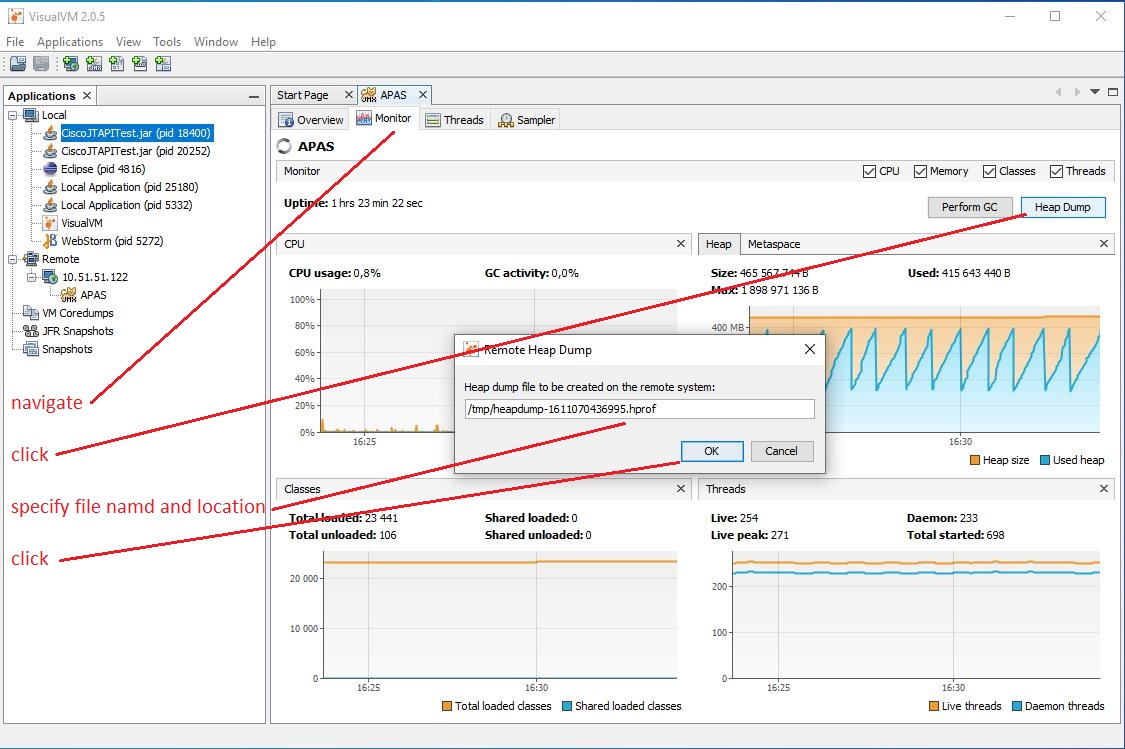 VisualVM 2.0.5
File Applications View Tools Window Help
Applications
Local
CiscoJTAPITest.jar (pid 18400)
CiscoJTAPITest.jar (pid 20252)
Eclipse (pid 4816)
Local Application (pid 25180)
Local Application (pid 5332)
VisualVM
WebStorm (pid 5272)
Remote
10.51.51.122
APAS
VM Coredumps
JFR Snapshots
Snapshots
navigate
click
specify file namd and location
click
Start Page APAS
Overview Monitor Threads Sampler
APAS
Monitor CPU Memory Classes Threads
Uptime: 1 hrs 23 min 22 sec Perform GC Heap Dump
CPU
CPU usage: 0,8% GC activity: 0,0%
100%
80%
60%
40%
20%
0%
16:25
Heap Metaspace
Size: 465 567 744 B Used: 415 643 440 B
Max: 1 898 971 136 B
400 MB
16:30
Heap size Used heap
Remote Heap Dump
Heap dump file to be created on the remote system:
/tmp/heapdump-1611070436995.hprof
OK Cancel
Classes
Total loaded: 23 441 Shared loaded: 0
Total unloaded: 106 Shared unloaded: 0
20 000
10 000
0
16:25 16:30
Total loaded classes Shared loaded classes
Threads
Live: 254 Daemon: 233
Live peak: 271 Total started: 698
200
100
0
16:25 16:30
Live threads Daemon threads